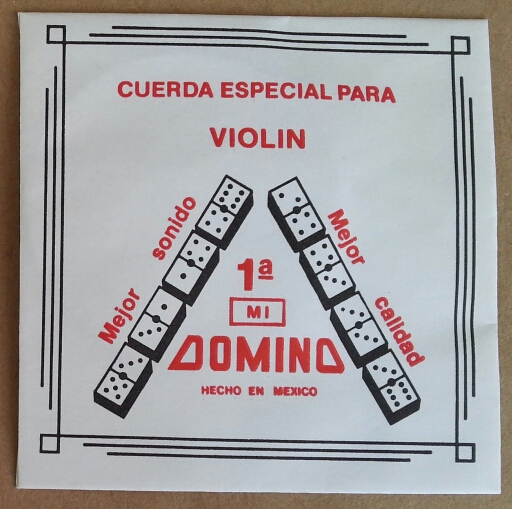 CUERDA ESPECIAL PARA
VIOLIN
Mejor sonido
Mejor calidad
1ª
MI
DOMINO
HECHO EN MEXICO